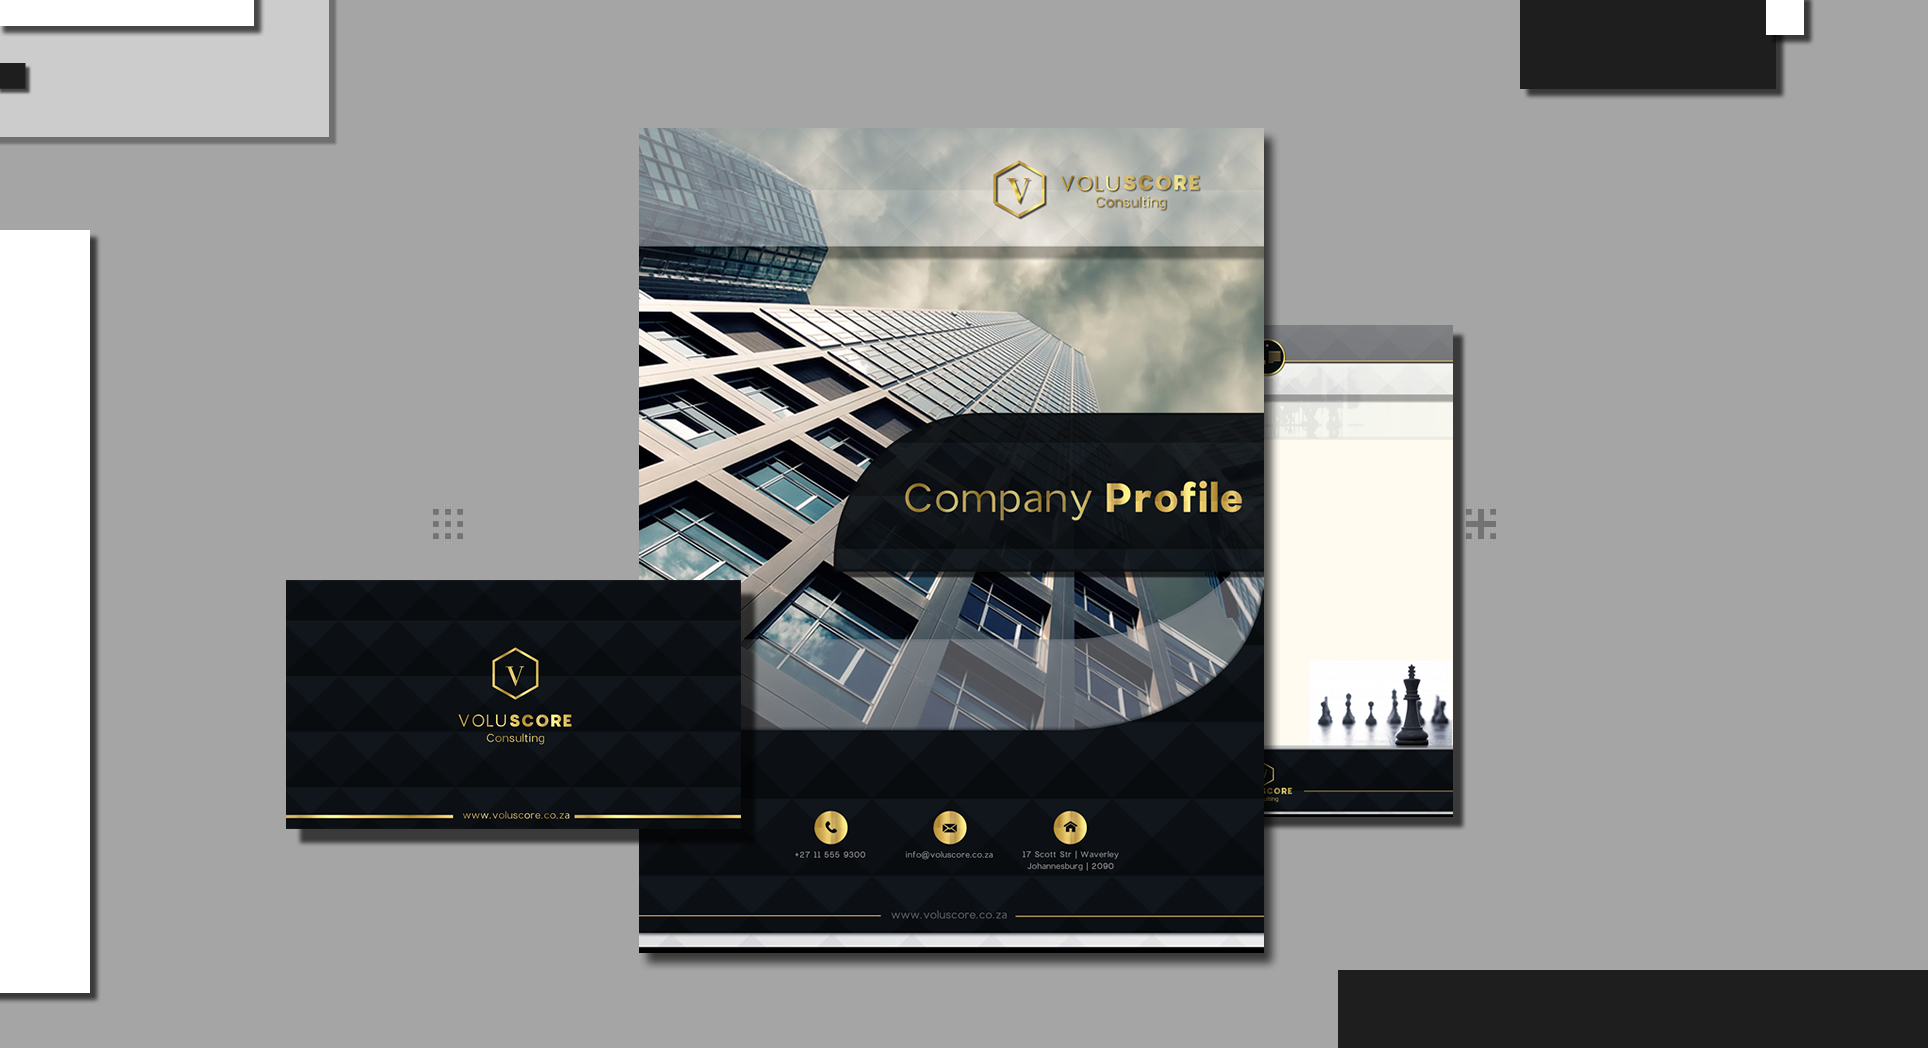 V
VOLUSCORE
Consulting
Company Profile
V
VOLUSCORE
Consulting
www.voluscore.co.za
+27 11 555 9300
info@voluscore.co.za
17 Scott Str | Waverley
Johannesburg | 2090
www.voluscore.co.za
SCORE